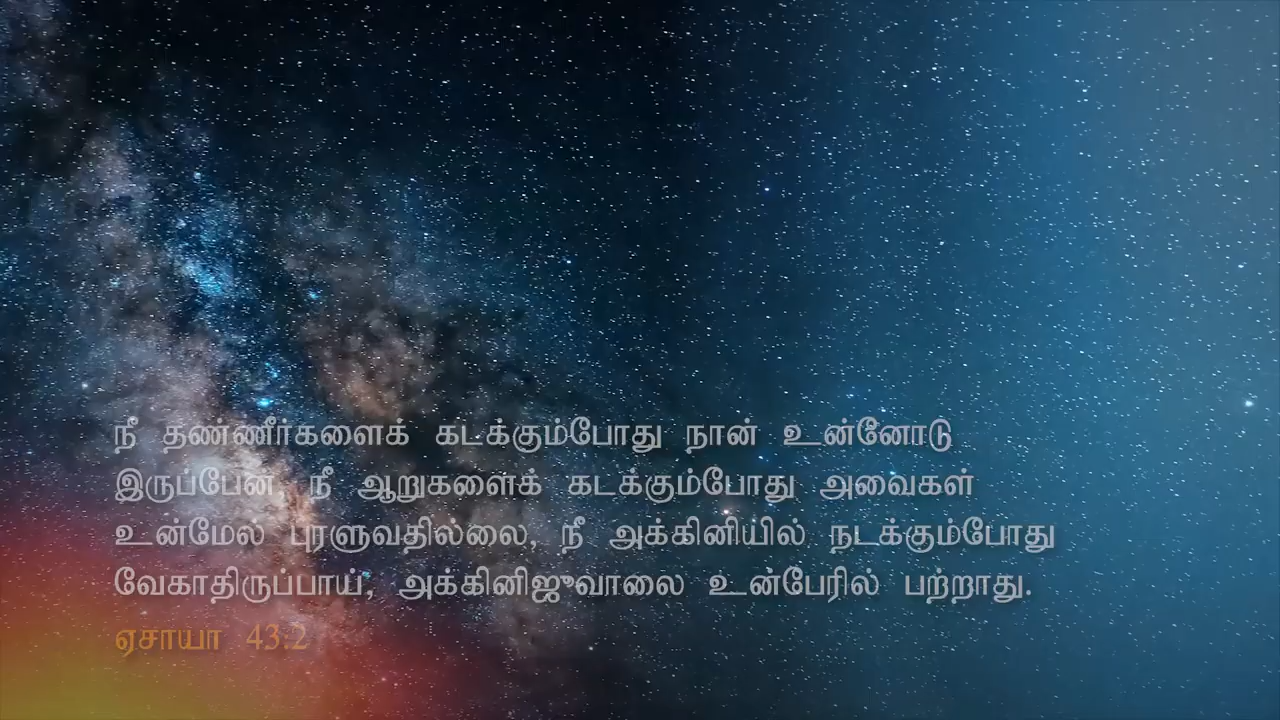 நீ தண்ணீர்களைக் கடக்கும்போது நான் உன்னோடு
இருப்பேன், நீ ஆறுகளைக் கடக்கும்போது அவைகள்
உன்மேல் புரளுவதில்லை, நீ அக்கினியில் நடக்கும்போது
வேகாதிருப்பாய், அக்கினிஜுவாலை உன்பேரில் பற்றாது.
ஏசாயா 43.2